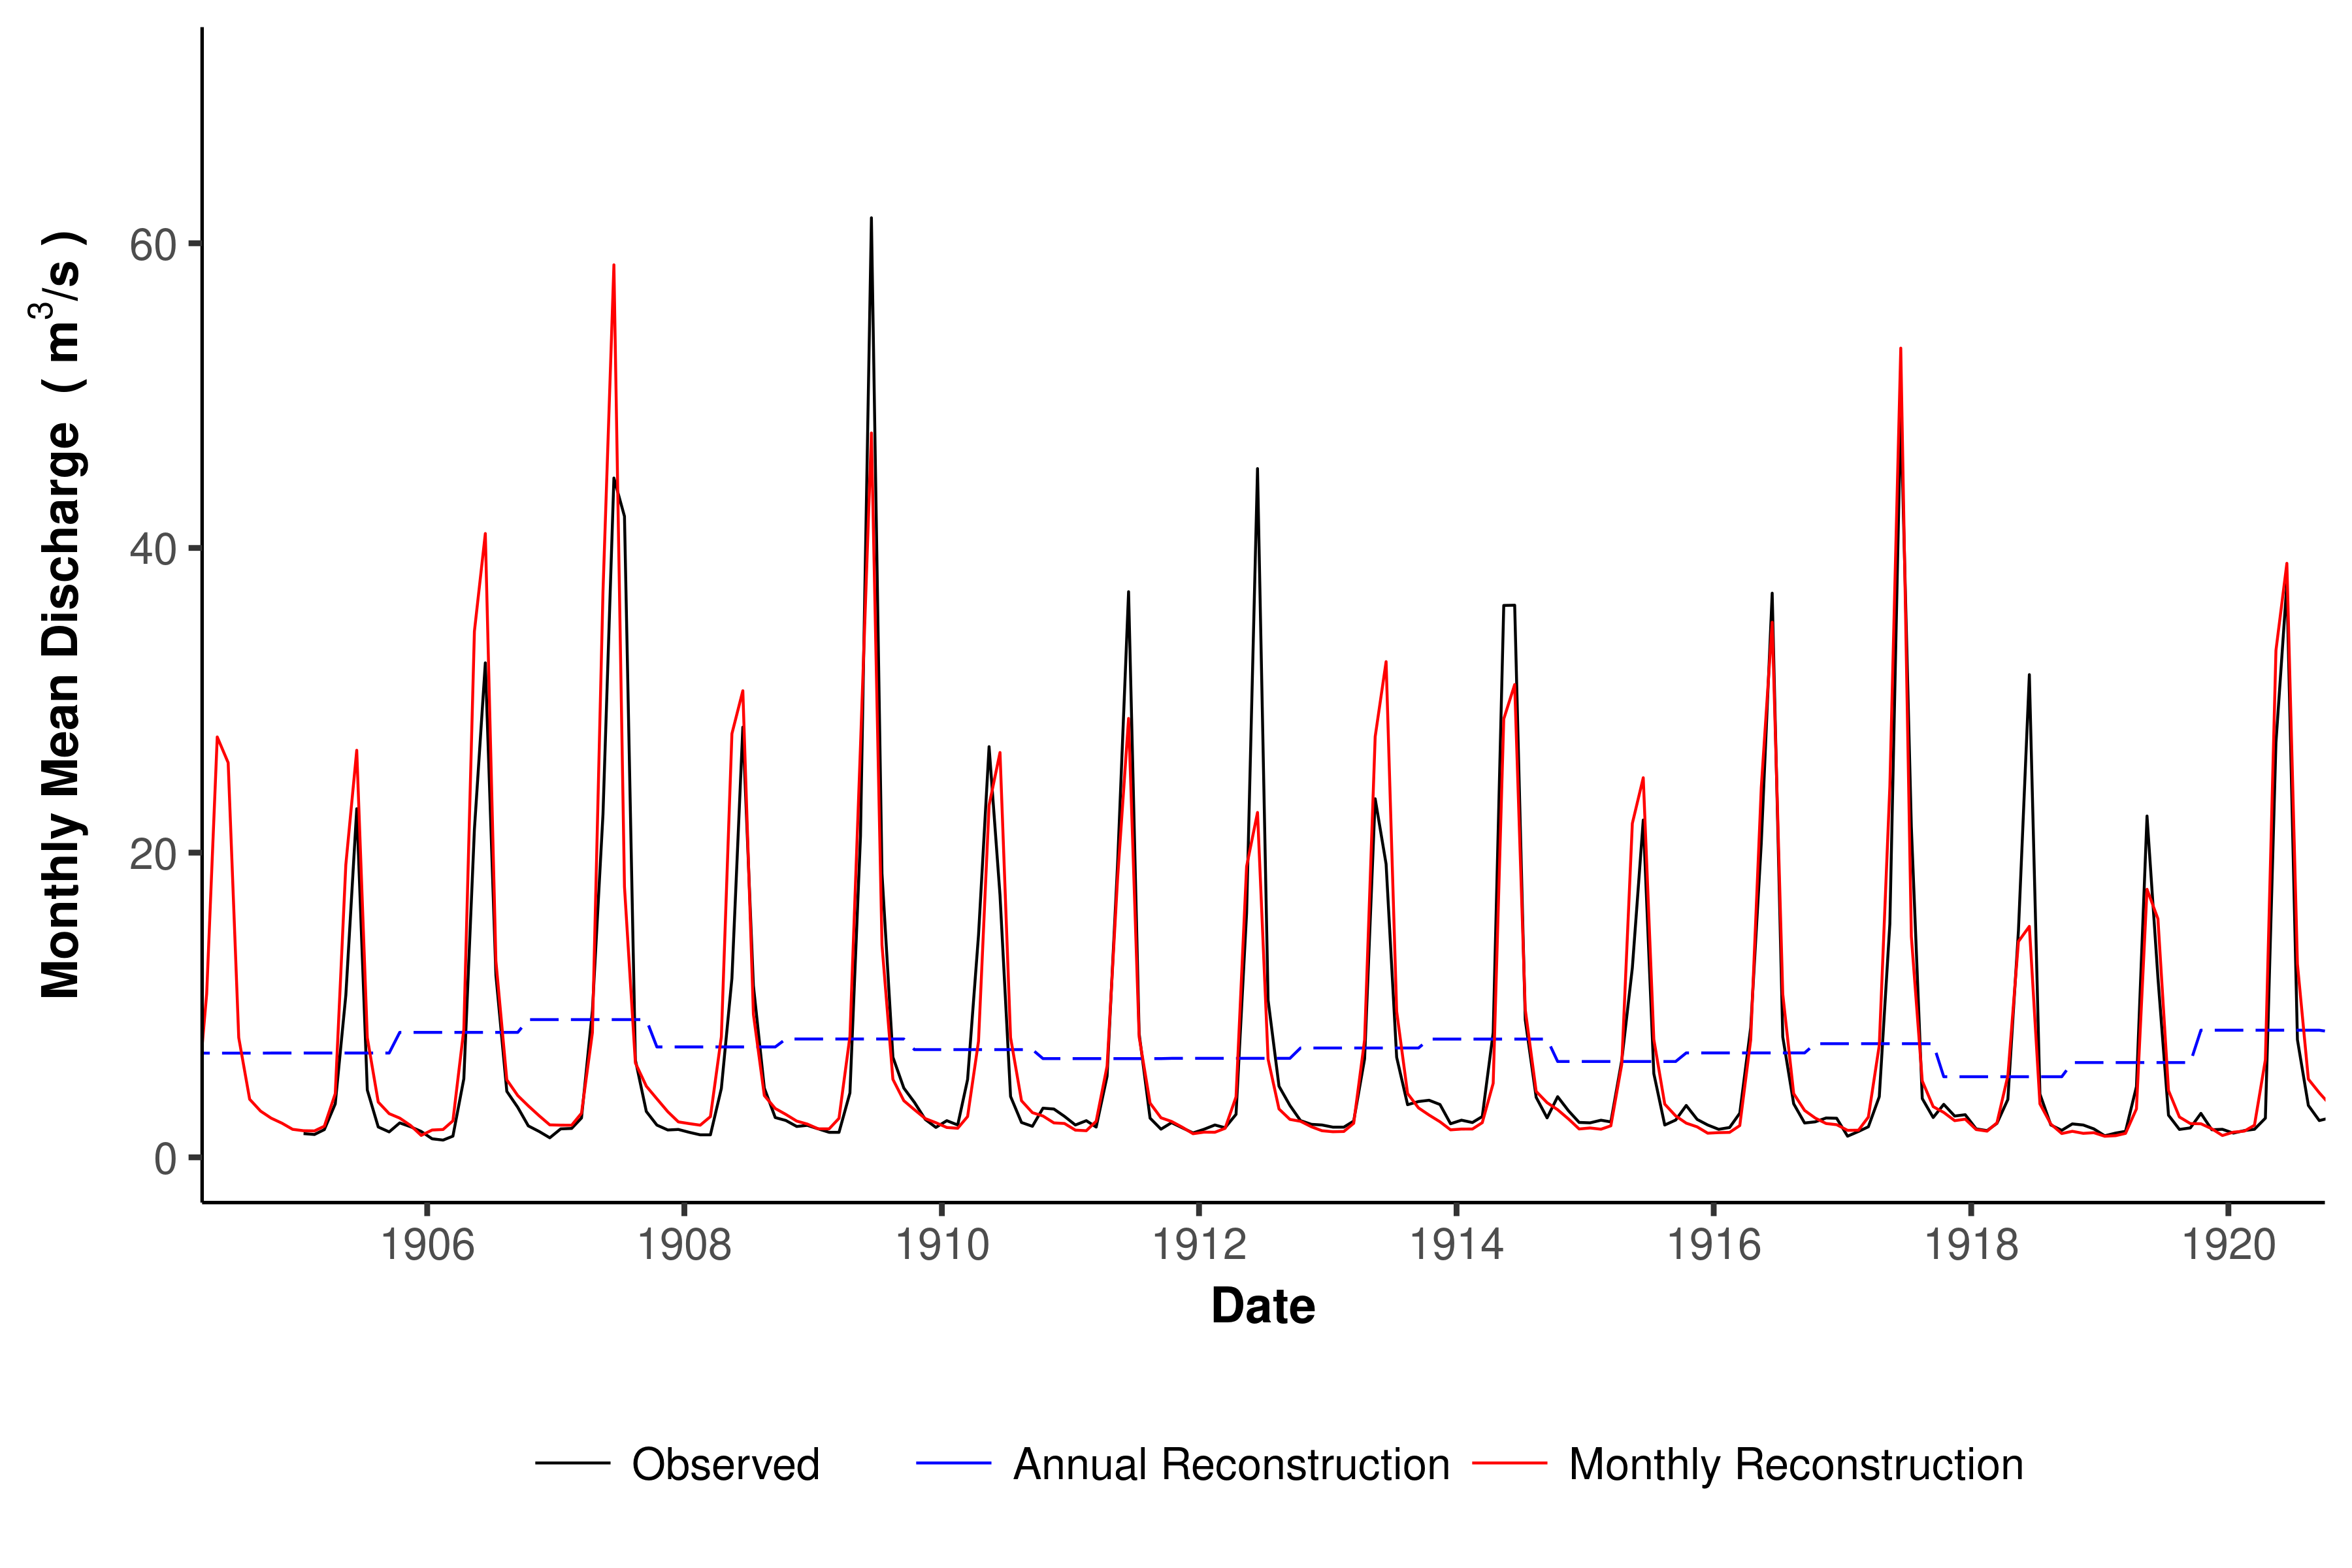 Monthly Mean Discharge ( m³/s )
60
40
20
0
1906 1908 1910 1912 1914 1916 1918 1920
Date
Observed Annual Reconstruction Monthly Reconstruction